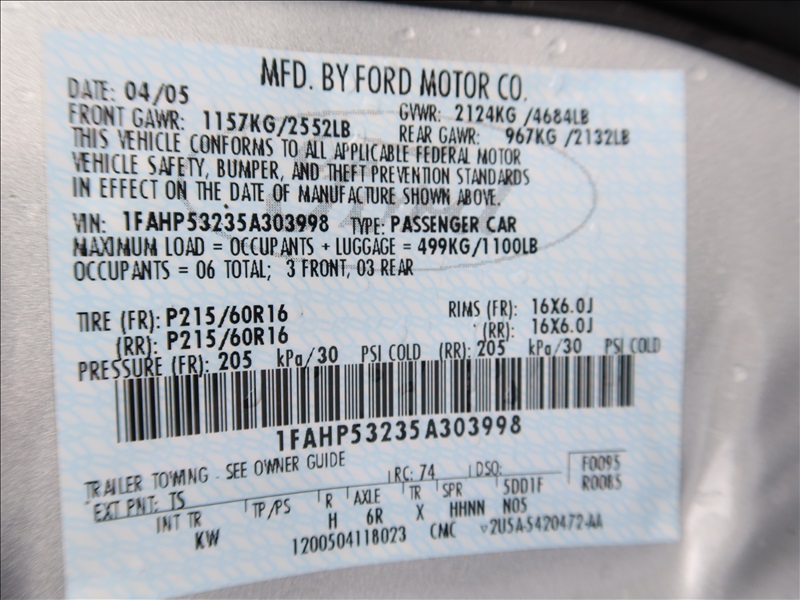 MFD. BY FORD MOTOR CO.
DATE: 04/05
FRONT GAWR: 1157KG/2552LB GVWR: 2124KG/4684LB
REAR GAWR: 967KG/2132LB
THIS VEHICLE CONFORMS TO ALL APPLICABLE FEDERAL MOTOR
VEHICLE SAFETY, BUMPER, AND THEFT PREVENTION STANDARDS
IN EFFECT ON THE DATE OF MANUFACTURE SHOWN ABOVE.
VIN: 1FAHP53235A303998 TYPE: PASSENGER CAR
MAXIMUM LOAD = OCCUPANTS + LUGGAGE = 499KG/1100LB
OCCUPANTS = 06 TOTAL; 3 FRONT, 03 REAR
TIRE (FR): P215/60R16 RIMS (FR): 16X6.0J
(RR): P215/60R16 (RR): 16X6.0J
PRESSURE (FR): 205 kPa/30 PSI COLD (RR): 205 kPa/30 PSI COLD
1FAHP53235A303998
TRAILER TOWING - SEE OWNER GUIDE
EXT PNT: TS RC: 74 DSO: F0095
R0085
INT TR TP/PS R AXLE TR SPR 5DD1F
KW H 6R X HHNN N05
1200504118023 CMC v2U5A-5420472-AA